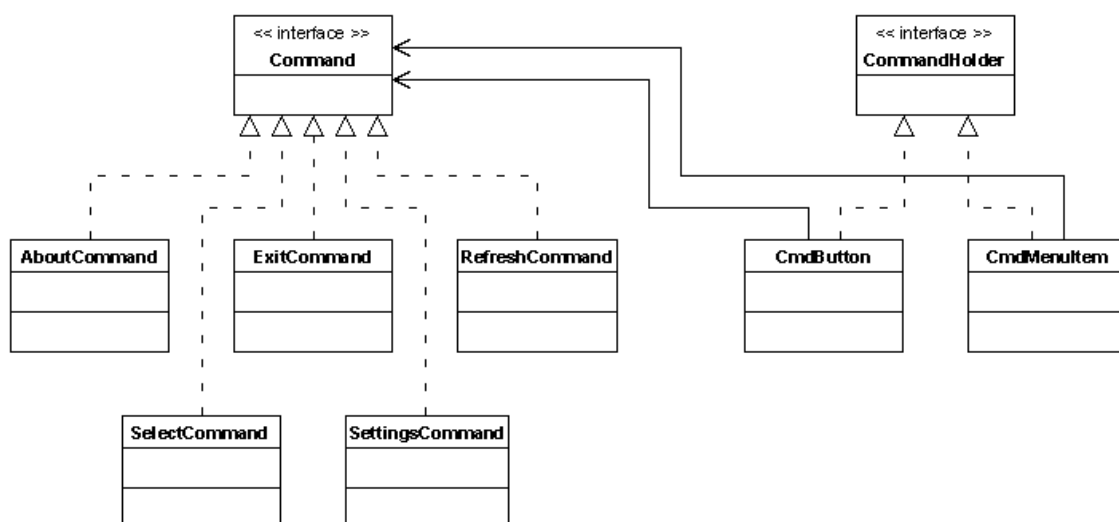 << interface >>
Command
<< interface >>
CommandHolder
AboutCommand
ExitCommand
RefreshCommand
CmdButton
CmdMenuItem
SelectCommand
SettingsCommand